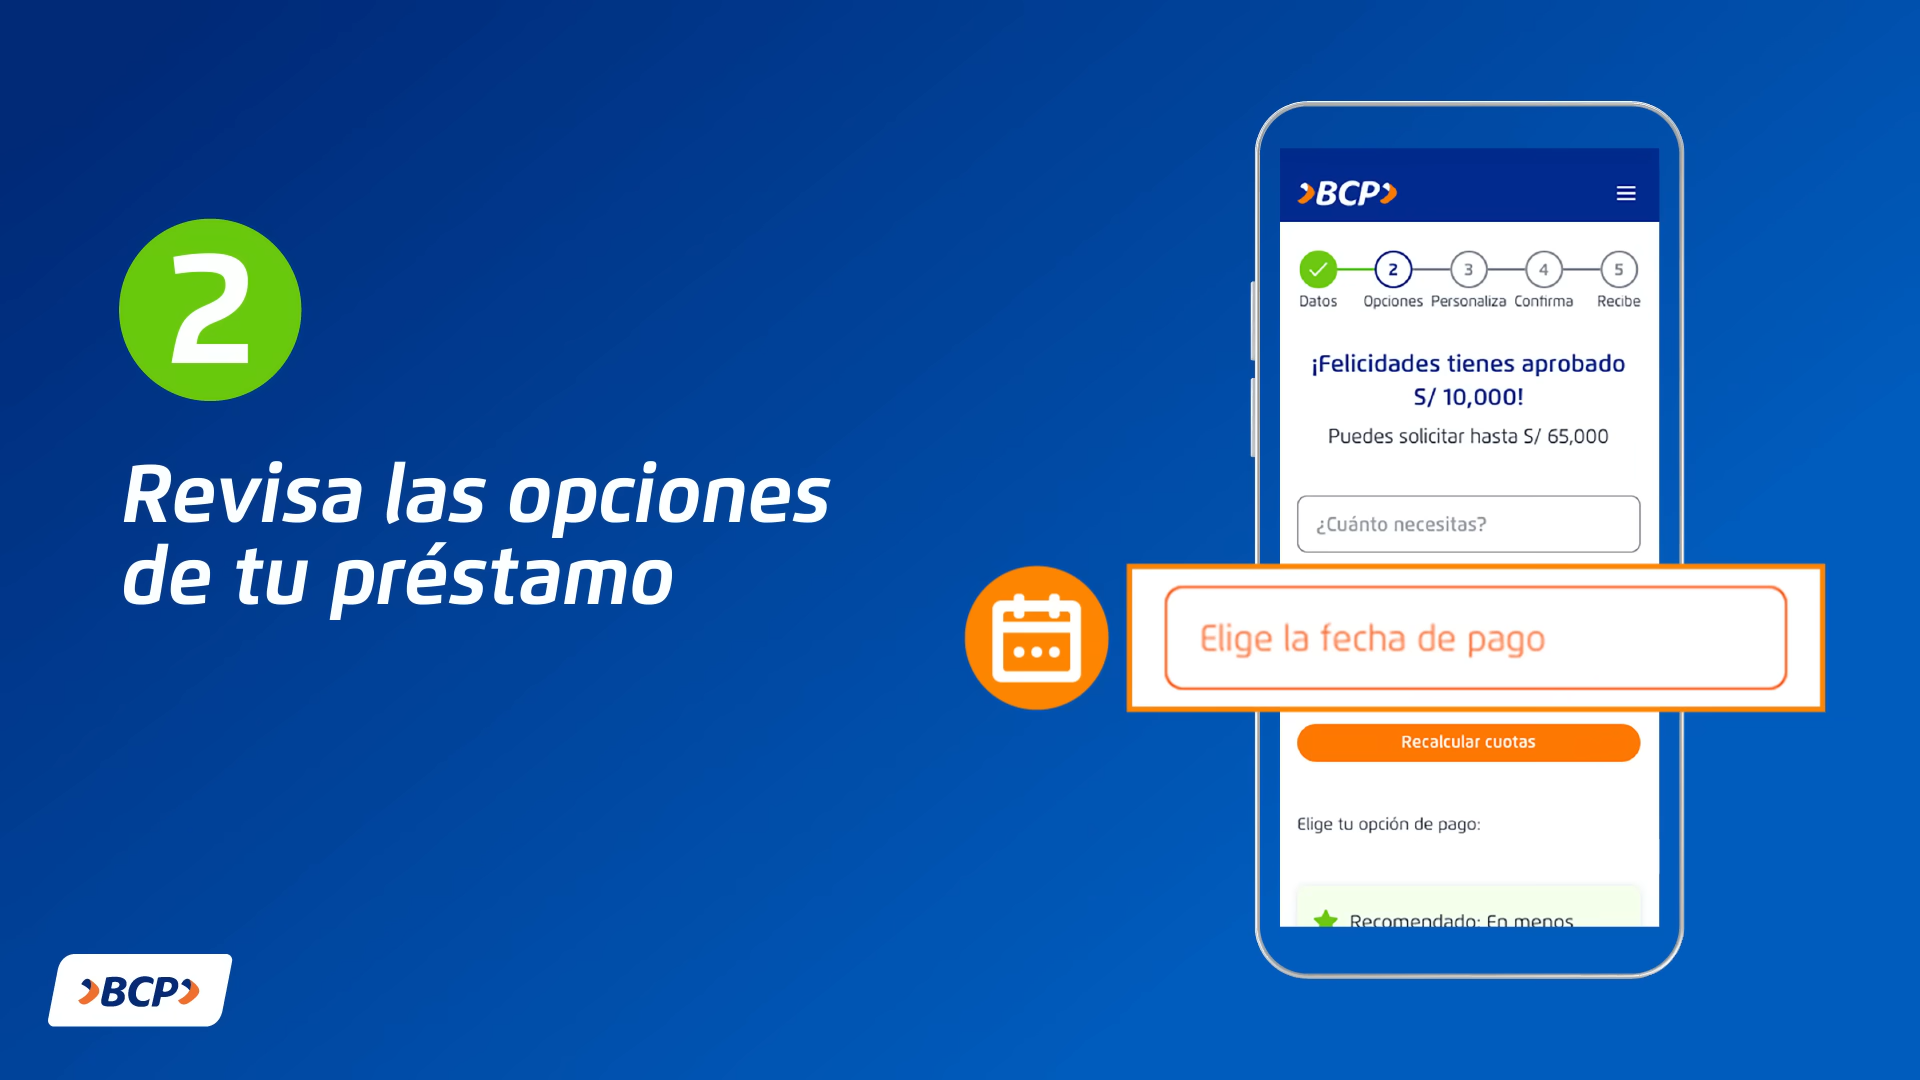 2
Revisa las opciones
de tu préstamo
BCP
BCP
2
3
4
5
Datos
Opciones
Personaliza
Confirma
Recibe
¡Felicidades tienes aprobado
S/ 10,000!
Puedes solicitar hasta S/ 65,000
¿Cuánto necesitas?
Elige la fecha de pago
Recalcular cuotas
Elige tu opción de pago:
Recomendado: En menos